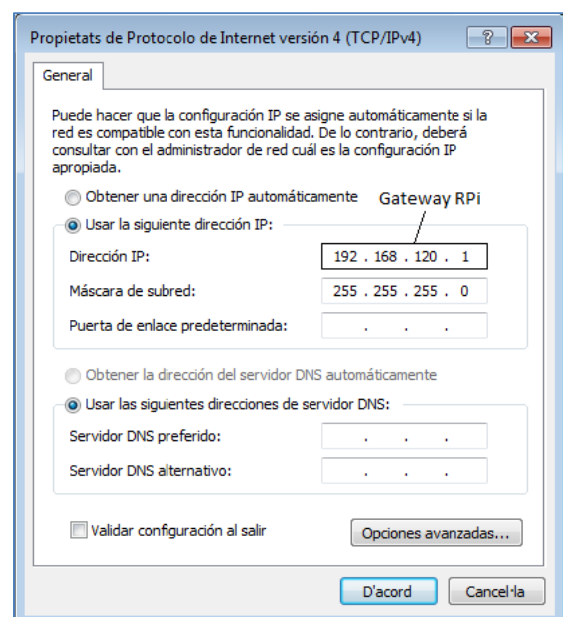 Propietats de Protocolo de Internet versión 4 (TCP/IPv4)
General
Puede hacer que la configuración IP se asigne automáticamente si la
red es compatible con esta funcionalidad. De lo contrario, deberá
consultar con el administrador de red cuál es la configuración IP
apropiada.
Obtener una dirección IP automáticamente
Gateway RPi
Usar la siguiente dirección IP:
Dirección IP: 192 . 168 . 120 . 1
Máscara de subred: 255 . 255 . 255 . 0
Puerta de enlace predeterminada: . . .
Obtener la dirección del servidor DNS automáticamente
Usar las siguientes direcciones de servidor DNS:
Servidor DNS preferido: . . .
Servidor DNS alternativo: . . .
Validar configuración al salir
Opciones avanzadas...
D'acord
Cancel·la